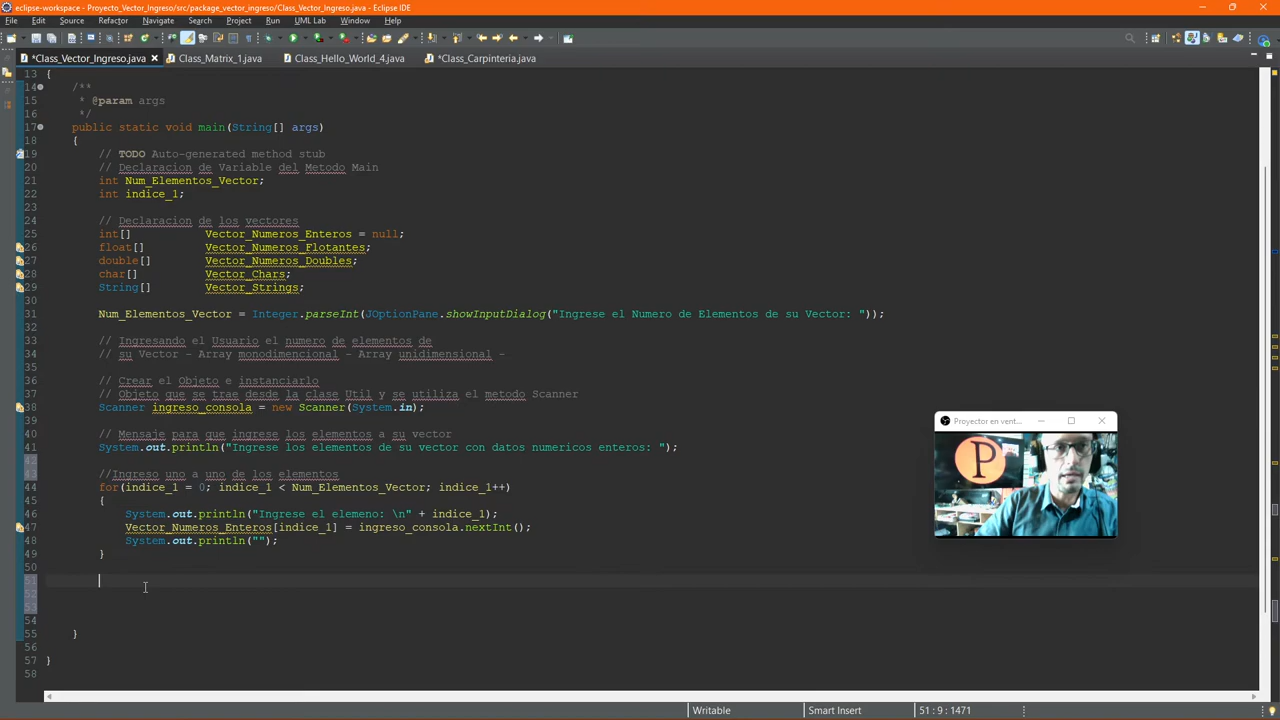 eclipse-workspace - Proyecto_Vector_Ingreso/src/package_vector_ingreso/Class_Vector_Ingreso.java - Eclipse IDE
File Edit Source Refactor Navigate Search Project Run UML Lab Window Help
*Class_Vector_Ingreso.java Class_Matrix_1.java Class_Hello_World_4.java *Class_Carpinteria.java
13 {
14 /**
15 * @param args
16 */
17 public static void main(String[] args)
18 {
19 // TODO Auto-generated method stub
20 // Declaracion de Variable del Metodo Main
21 int Num_Elementos_Vector;
22 int indice_1;
23
24 // Declaracion de los vectores
25 int[] Vector_Numeros_Enteros = null;
26 float[] Vector_Numeros_Flotantes;
27 double[] Vector_Numeros_Doubles;
28 char[] Vector_Chars;
29 String[] Vector_Strings;
30
31 Num_Elementos_Vector = Integer.parseInt(JOptionPane.showInputDialog("Ingrese el Numero de Elementos de su Vector: "));
32
33 // Ingresando el Usuario el numero de elementos de
34 // su Vector - Array monodimencional - Array unidimensional -
35
36 // Crear el Objeto e instanciarlo
37 // Objeto que se trae desde la clase Util y se utiliza el metodo Scanner
38 Scanner ingreso_consola = new Scanner(System.in);
39
40 // Mensaje para que ingrese los elementos a su vector
41 System.out.println("Ingrese los elementos de su vector con datos numericos enteros: ");
42
43 //Ingreso uno a uno de los elementos
44 for(indice_1 = 0; indice_1 < Num_Elementos_Vector; indice_1++)
45 {
46 System.out.println("Ingrese el elemeno: \n" + indice_1);
47 Vector_Numeros_Enteros[indice_1] = ingreso_consola.nextInt();
48 System.out.println("");
49 }
50
51
52
53
54
55 }
56
57 }
58
Proyector en vent...
P
Writable Smart Insert 51 : 9 : 1471